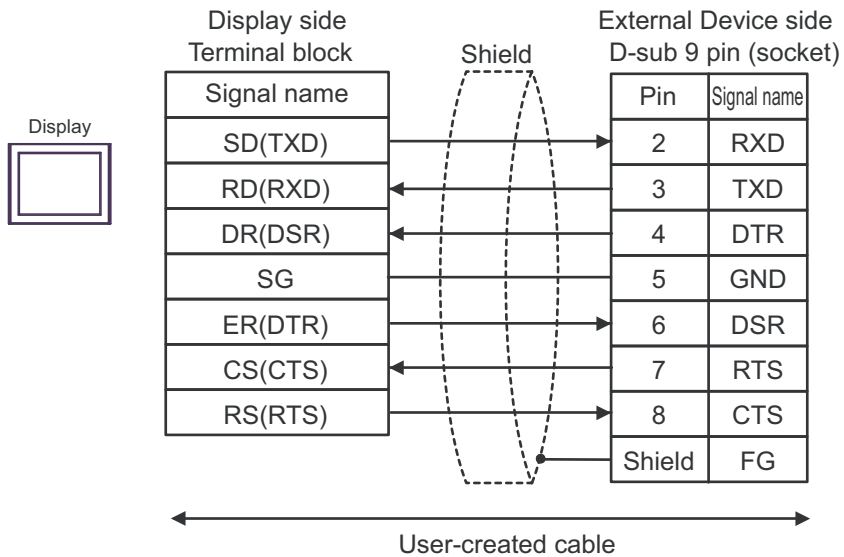 Display side
Terminal block
Shield
External Device side
D-sub 9 pin (socket)
Display
Signal name
Pin Signal name
SD(TXD) 2 RXD
RD(RXD) 3 TXD
DR(DSR) 4 DTR
SG 5 GND
ER(DTR) 6 DSR
CS(CTS) 7 RTS
RS(RTS) 8 CTS
Shield FG
User-created cable